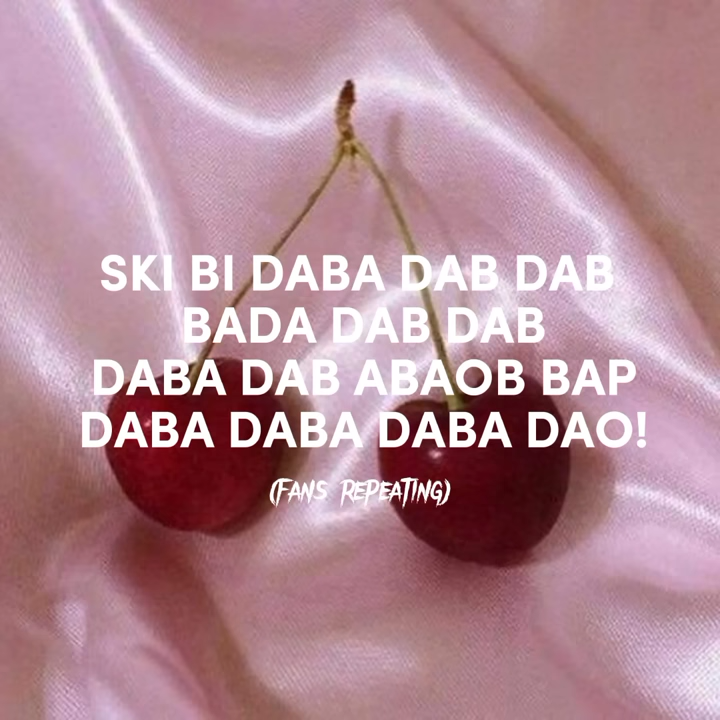 SKI BI DABA DAB DAB
BADA DAB DAB
DABA DAB ABAOB BAP
DABA DABA DABA DAO!
(FANS REPEATING)